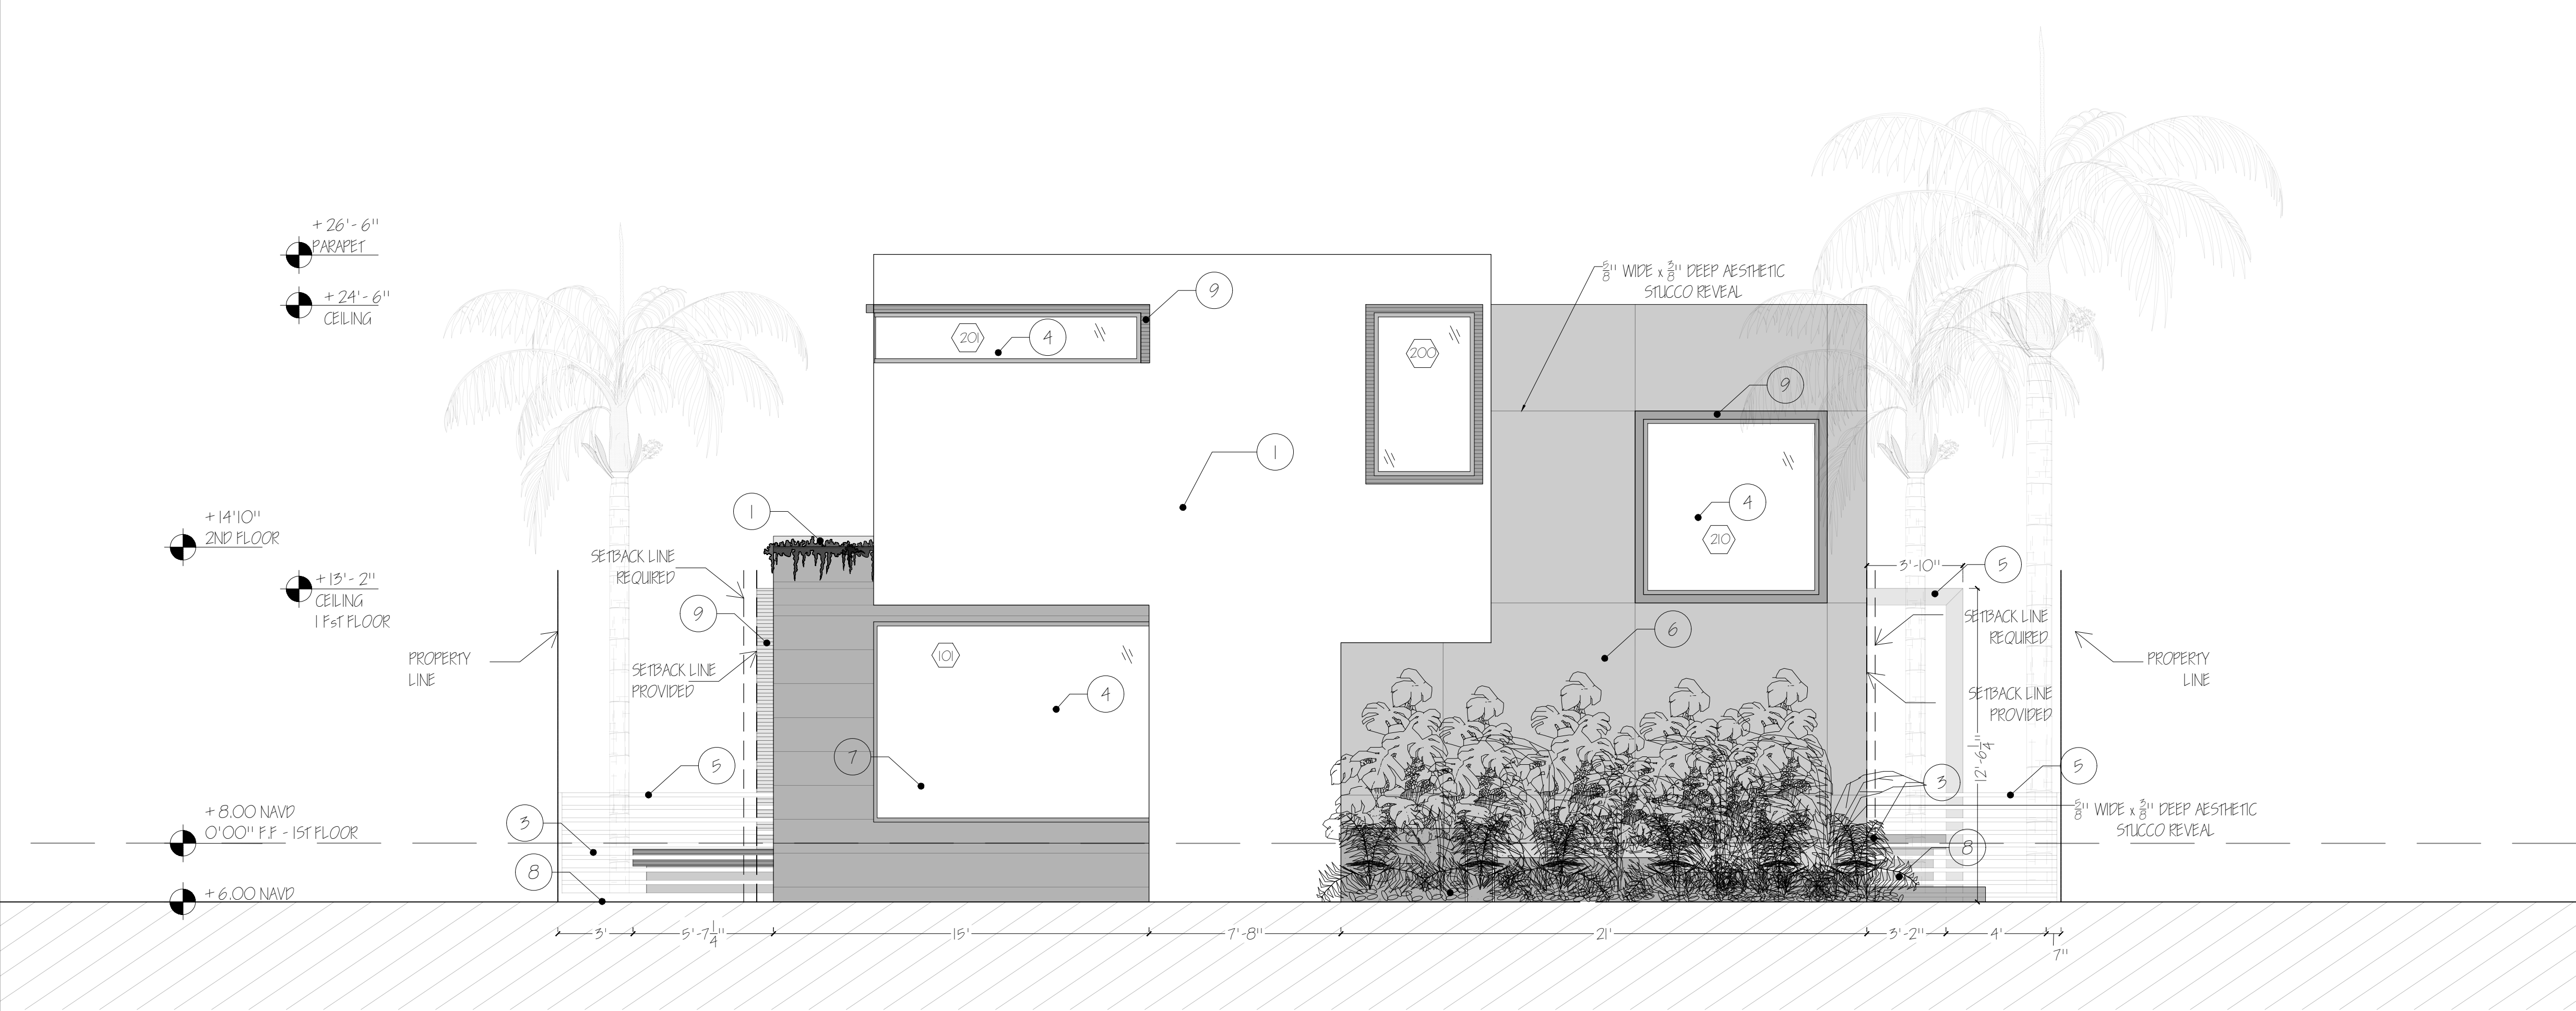 + 26' - 6"
PARAPET
+ 24' - 6"
CEILING
+ 14'10"
2ND FLOOR
+ 13' - 2"
CEILING
1 FsT FLOOR
PROPERTY
LINE
+ 8.00 NAVD
0'00" F.F - 1ST FLOOR
+ 6.00 NAVD
SETBACK LINE
REQUIRED
SETBACK LINE
PROVIDED
1
9
5
3
8
201
4
9
1
101
4
7
200
5/8" WIDE x 3/8" DEEP AESTHETIC
STUCCO REVEAL
9
4
210
6
3'-10"
5
SETBACK LINE
REQUIRED
SETBACK LINE
PROVIDED
PROPERTY
LINE
12'-6 1/4"
5
3
8
5/8" WIDE x 3/8" DEEP AESTHETIC
STUCCO REVEAL
3'
5'-7 1/4"
15'
7'-8"
21'
3'-2"
4'
7"